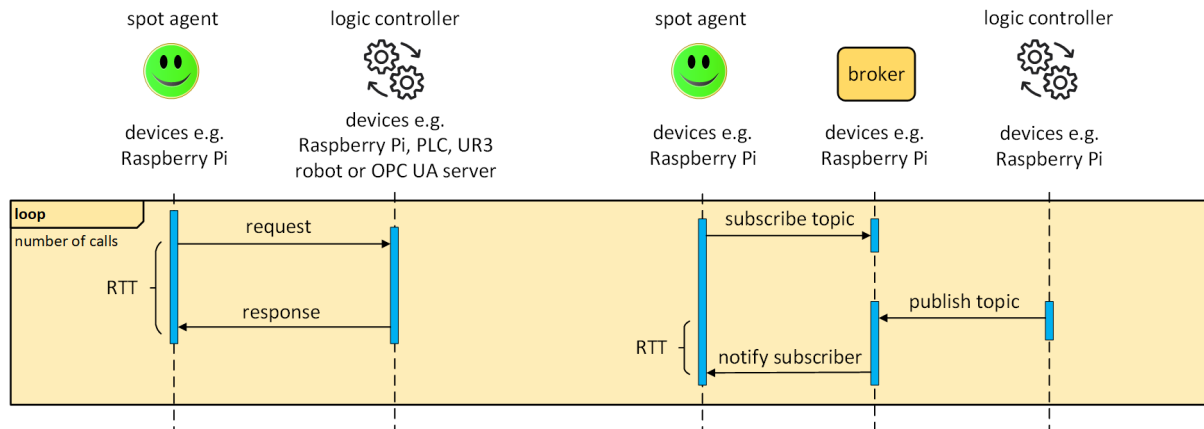 spot agent
logic controller
spot agent
logic controller
broker
devices e.g.
Raspberry Pi
devices e.g.
Raspberry Pi, PLC, UR3
robot or OPC UA server
devices e.g.
Raspberry Pi
devices e.g.
Raspberry Pi
devices e.g.
Raspberry Pi
loop
number of calls
request
RTT
response
subscribe topic
publish topic
RTT
notify subscriber